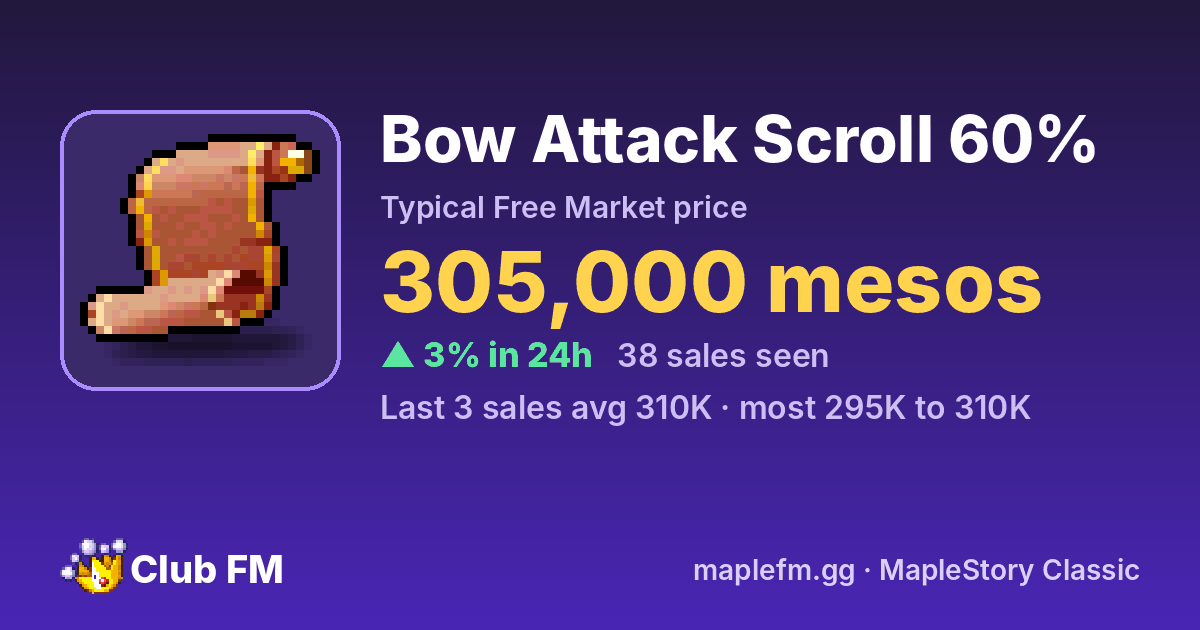 Bow Attack Scroll 60%
Typical Free Market price
305,000 mesos
▲ 3% in 24h 38 sales seen
Last 3 sales avg 310K · most 295K to 310K
Club FM
maplefm.gg · MapleStory Classic